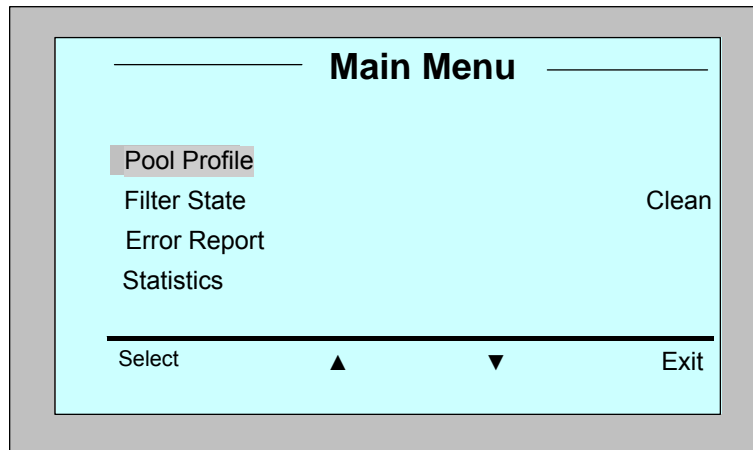 Main Menu
Pool Profile
Filter State Clean
Error Report
Statistics
Select ▲ ▼ Exit